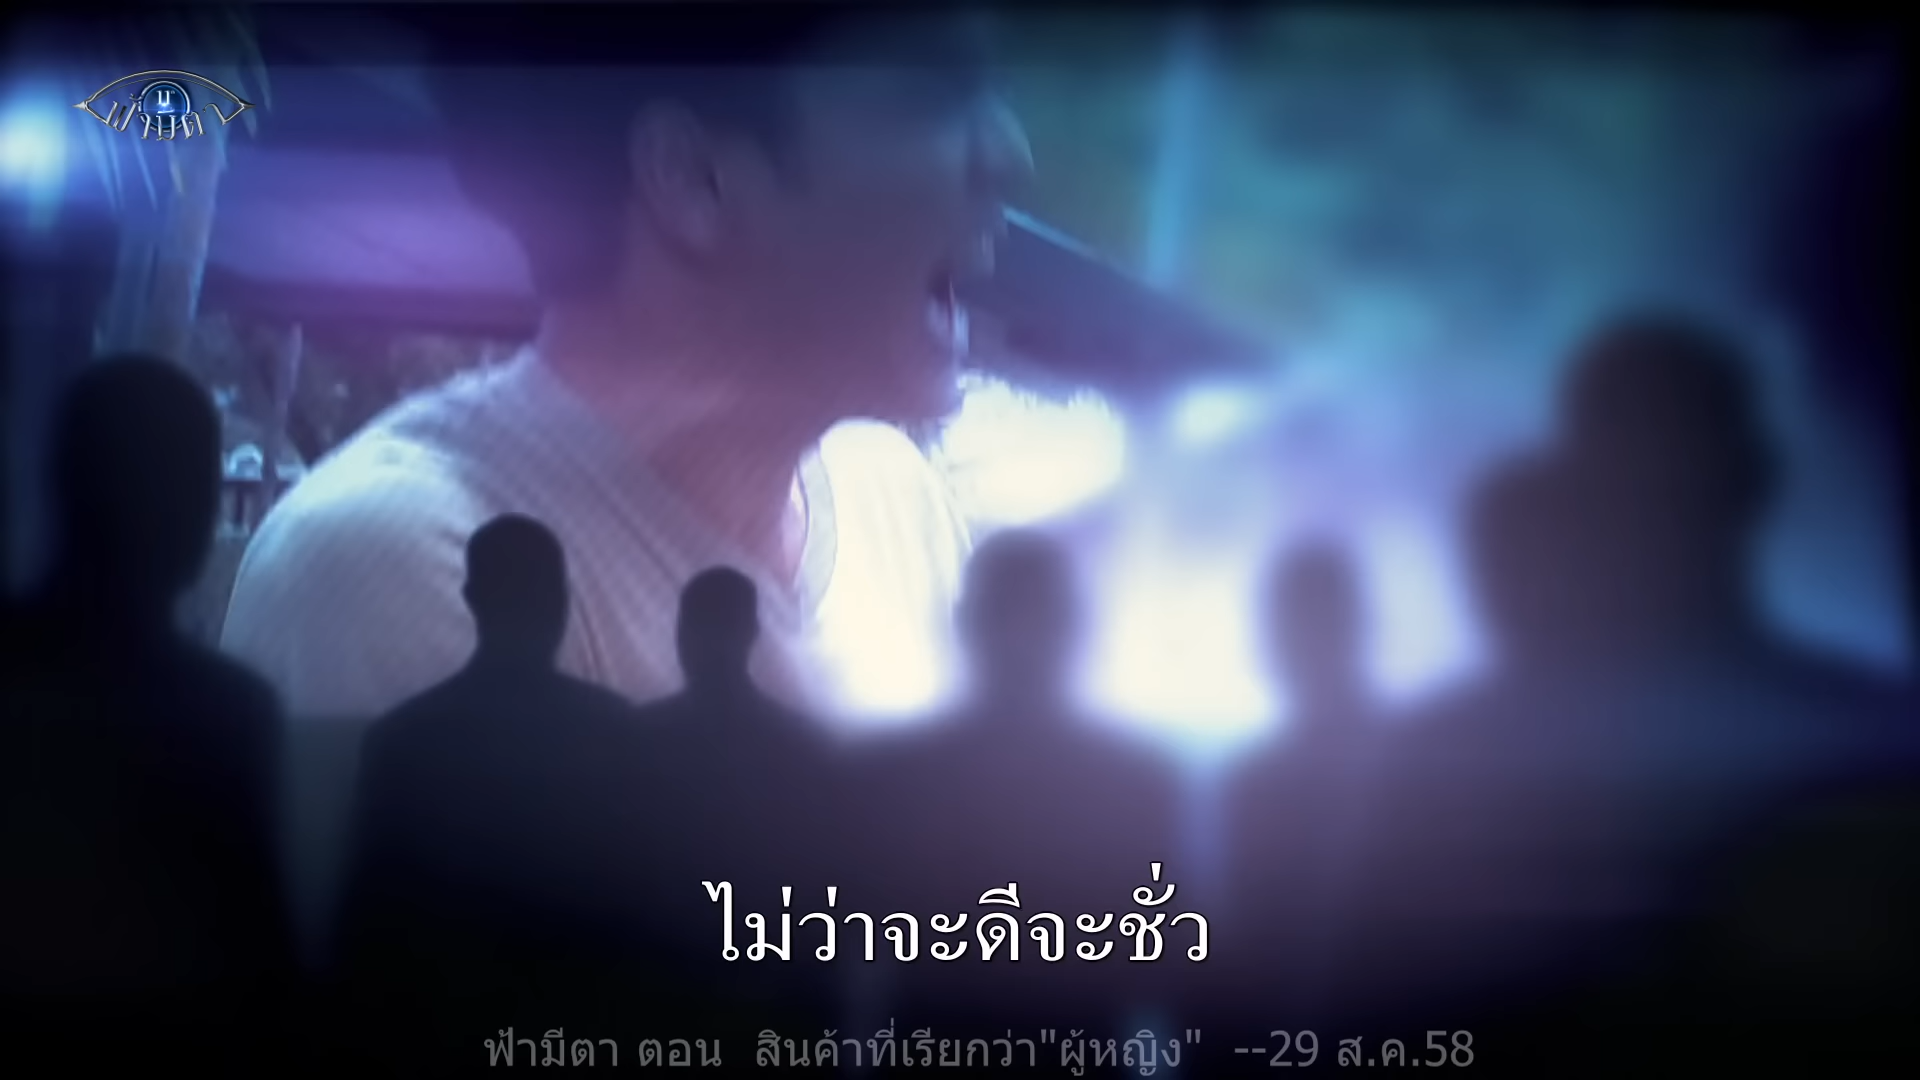 ฟ้ามีตา
ไม่ว่าจะดีจะชั่ว
ฟ้ามีตา ตอน  สินค้าที่เรียกว่า"ผู้หญิง"  --29 ส.ค.58